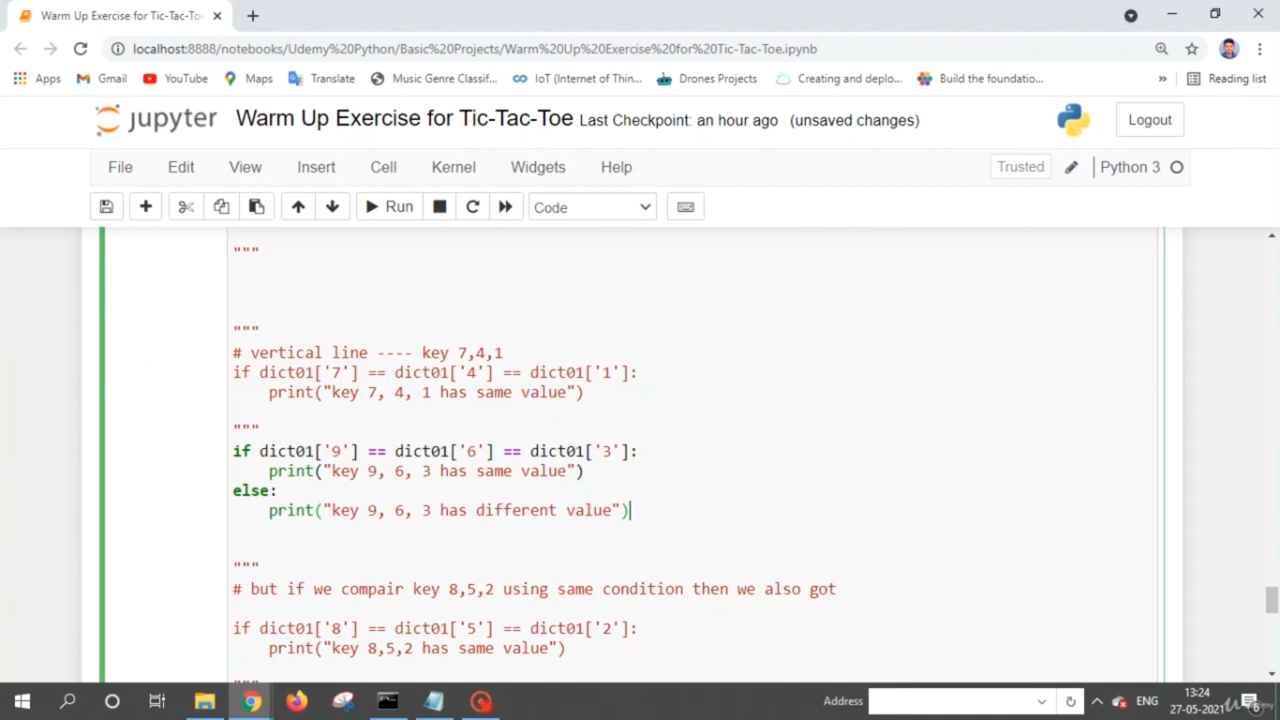 Warm Up Exercise for Tic-Tac-Toe
localhost:8888/notebooks/Udemy%20Python/Basic%20Projects/Warm%20Up%20Exercise%20for%20Tic-Tac-Toe.ipynb
Apps Gmail YouTube Maps Translate Music Genre Classif... IoT (Internet of Thin... Drones Projects Creating and deplo... Build the foundatio... » Reading list
jupyter Warm Up Exercise for Tic-Tac-Toe Last Checkpoint: an hour ago (unsaved changes) Logout
File Edit View Insert Cell Kernel Widgets Help Trusted Python 3
Run Code
"""
"""
# vertical line ---- key 7,4,1
if dict01['7'] == dict01['4'] == dict01['1']:
    print("key 7, 4, 1 has same value")
"""
if dict01['9'] == dict01['6'] == dict01['3']:
    print("key 9, 6, 3 has same value")
else:
    print("key 9, 6, 3 has different value")
"""
# but if we compair key 8,5,2 using same condition then we also got
if dict01['8'] == dict01['5'] == dict01['2']:
    print("key 8,5,2 has same value")
"""
Address ENG 13:24
27-05-2021